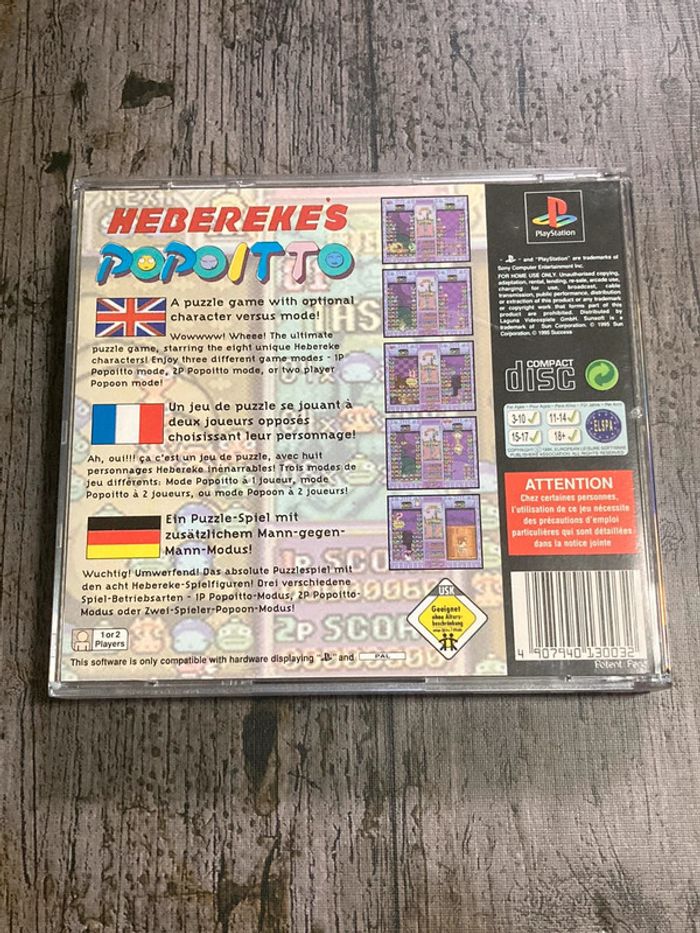 HEBEREKE'S
POPOITTO
A puzzle game with optional
character versus mode!
Wowwww! Wheee! The ultimate
puzzle game, starring the eight unique Hebereke
characters! Enjoy three different game modes - 1P
Popoitto mode, 2P Popoitto mode, or two player
Popoon mode!
Un jeu de puzzle se jouant à
deux joueurs opposés
choisissant leur personnage!
Ah, ouii!!! ça c'est un jeu de puzzle, avec huit
personnages Hebereke inénarrables! Trois modes de
jeu différents: Mode Popoitto à 1 joueur, mode
Popoitto à 2 joueurs, ou mode Popoon à 2 joueurs!
Ein Puzzle-Spiel mit
zusätzlichem Mann-gegen-
Mann-Modus!
Wuchtig! Umwerfend! Das absolute Puzzlespiel mit
den acht Hebereke-Spielfiguren! Drei verschiedene
Spiel-Betriebsarten - 1P Popoitto-Modus, 2P Popoitto-
Modus oder Zwei-Spieler-Popoon-Modus!
1 or 2
Players
This software is only compatible with hardware displaying " " and PAL
USK
Geeignet
ohne Alters-
beschränkung
PlayStation
and "PlayStation" are trademarks of
Sony Computer Entertainment Inc.
FOR HOME USE ONLY. Unauthorised copying,
adaptation, rental, lending, re-sale, arcade use,
charging for use, broadcast, cable
transmission, public performance, distribution
or extraction of this product or any trademark
or copyright work that forms part of this
product are prohibited. Distributed by
Laguna Videospiele GmbH. Sunsoft is a
trademark of Sun Corporation. © 1995 Sun
Corporation. © 1995 Success
COMPACT
disc
3-10
11-14
15-17
18+
ELSPA
ATTENTION
Chez certaines personnes,
l'utilisation de ce jeu nécessite
des précautions d'emploi
particulières qui sont détaillées
dans la notice jointe
4 907940 130032
2P SCOR